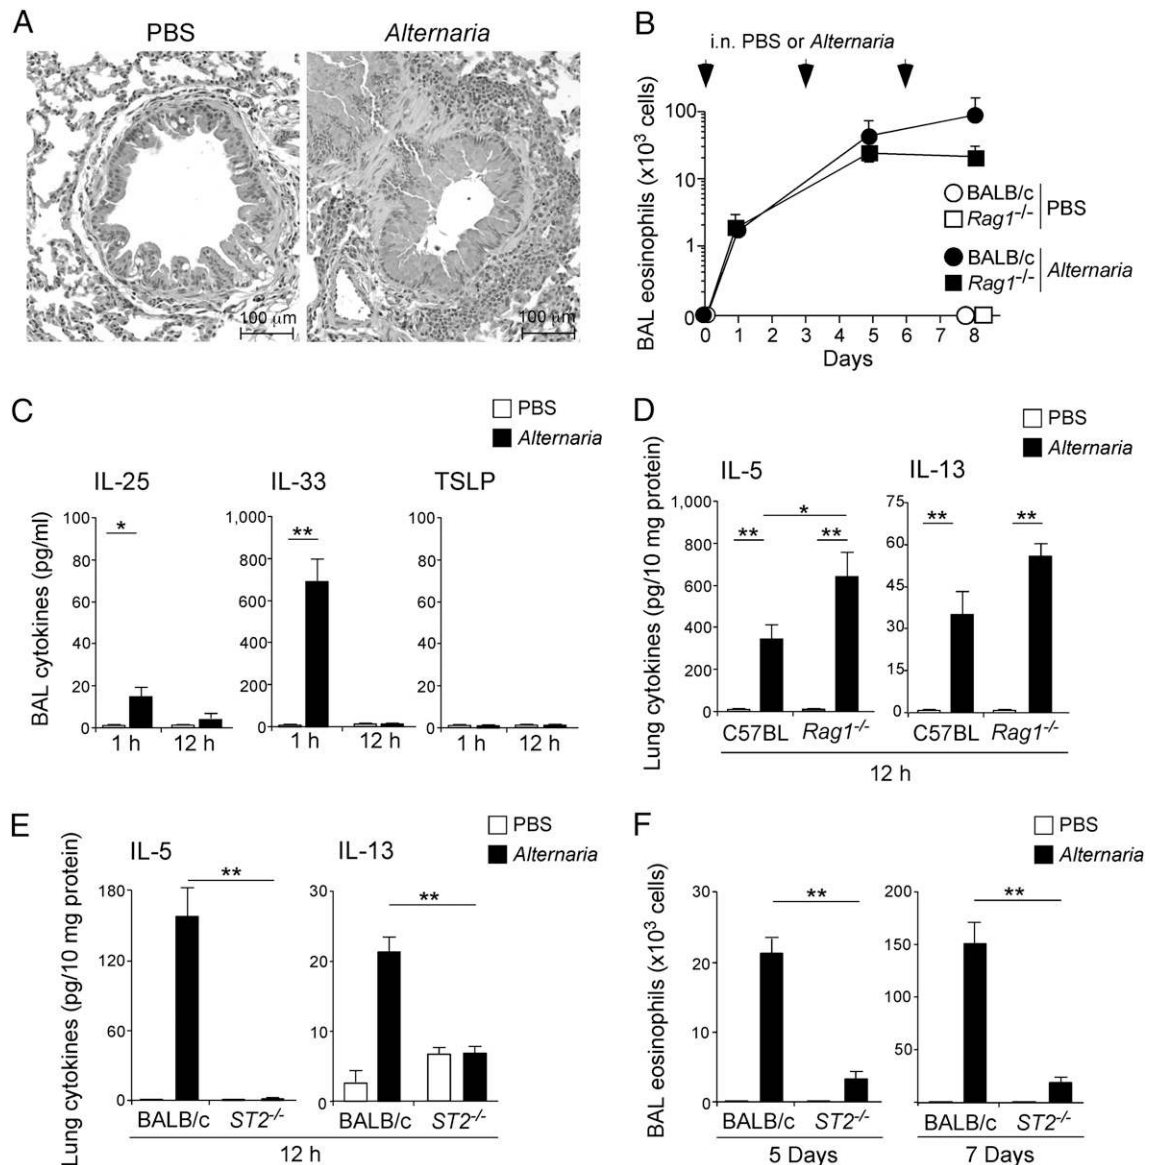 A
PBS
Alternaria
100 µm
100 µm
B
i.n. PBS or Alternaria
BAL eosinophils (x10³ cells)
100
10
1
0
0 1 2 3 4 5 6 7 8
Days
BALB/c
Rag1-/-
PBS
BALB/c
Rag1-/-
Alternaria
C
PBS
Alternaria
BAL cytokines (pg/ml)
IL-25
100
80
60
40
20
0
*
1 h 12 h
IL-33
1,000
800
600
400
200
0
**
1 h 12 h
TSLP
100
80
60
40
20
0
1 h 12 h
D
PBS
Alternaria
Lung cytokines (pg/10 mg protein)
IL-5
1,000
800
600
400
200
0
** ** *
C57BL Rag1-/-
IL-13
75
60
45
30
15
0
** **
C57BL Rag1-/-
12 h
E
PBS
Alternaria
Lung cytokines (pg/10 mg protein)
IL-5
180
120
60
0
**
BALB/c ST2-/-
IL-13
30
20
10
0
**
BALB/c ST2-/-
12 h
F
PBS
Alternaria
BAL eosinophils (x10³ cells)
30
20
10
0
**
BALB/c ST2-/-
5 Days
200
150
100
50
**
BALB/c ST2-/-
7 Days